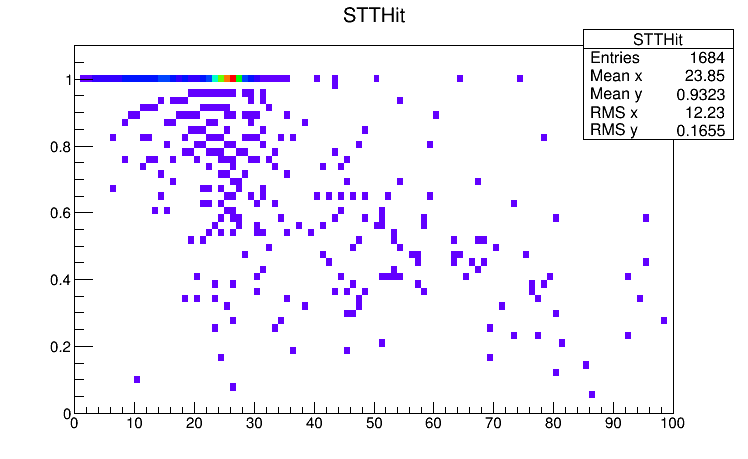 STTHit
STTHit
Entries 1684
Mean x 23.85
Mean y 0.9323
RMS x 12.23
RMS y 0.1655
1
0.8
0.6
0.4
0.2
0
0 10 20 30 40 50 60 70 80 90 100